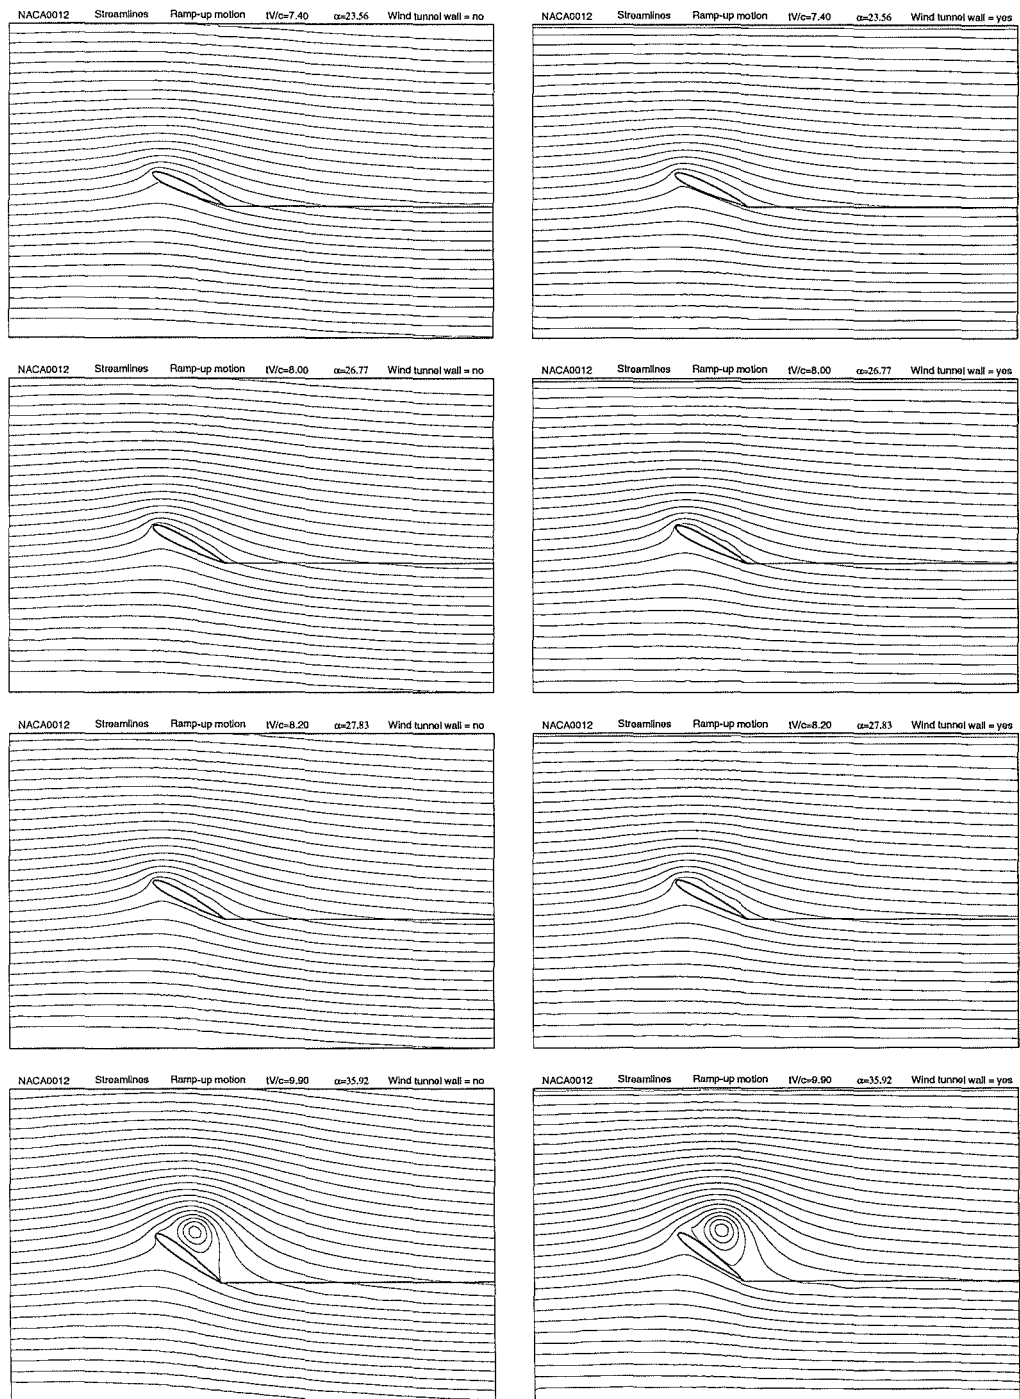 NACA0012 Streamlines Ramp-up motion tV/c=7.40 α=23.56 Wind tunnel wall = no
NACA0012 Streamlines Ramp-up motion tV/c=7.40 α=23.56 Wind tunnel wall = yes
NACA0012 Streamlines Ramp-up motion tV/c=8.00 α=26.77 Wind tunnel wall = no
NACA0012 Streamlines Ramp-up motion tV/c=8.00 α=26.77 Wind tunnel wall = yes
NACA0012 Streamlines Ramp-up motion tV/c=8.20 α=27.83 Wind tunnel wall = no
NACA0012 Streamlines Ramp-up motion tV/c=8.20 α=27.83 Wind tunnel wall = yes
NACA0012 Streamlines Ramp-up motion tV/c=9.90 α=35.92 Wind tunnel wall = no
NACA0012 Streamlines Ramp-up motion tV/c=9.90 α=35.92 Wind tunnel wall = yes